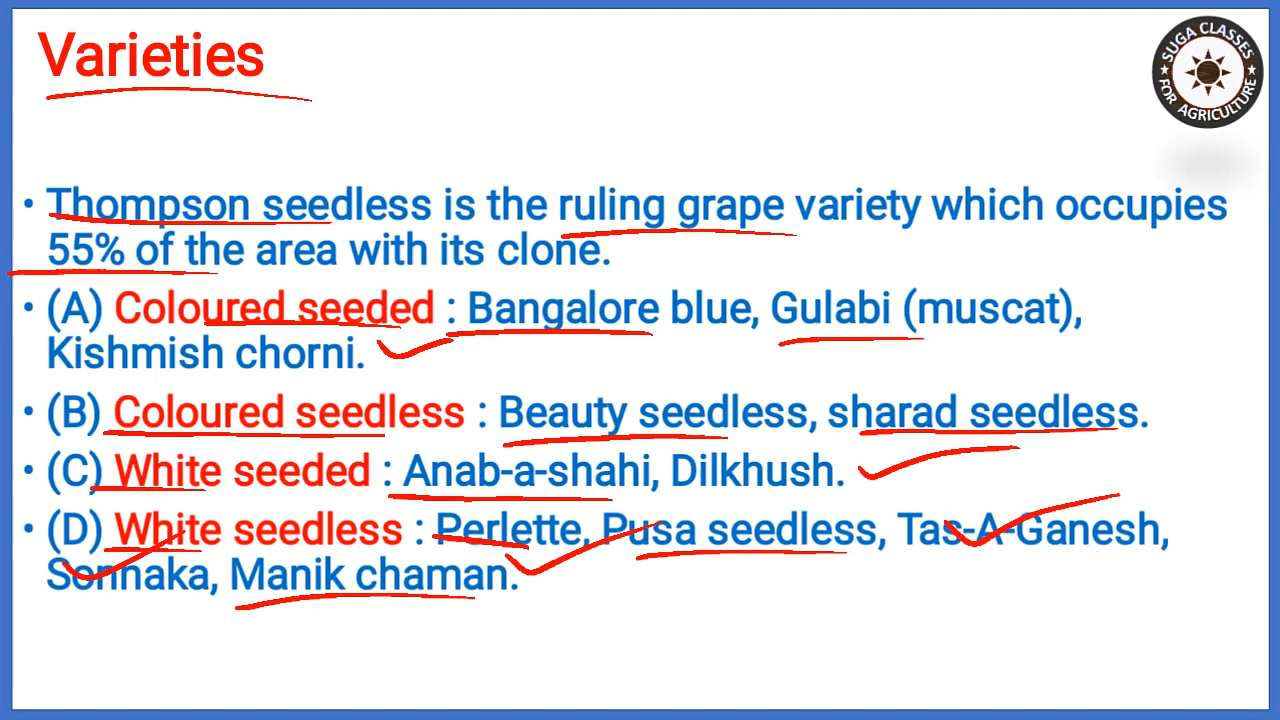 Varieties
SUGA CLASSES
FOR AGRICULTURE
• Thompson seedless is the ruling grape variety which occupies
55% of the area with its clone.
• (A) Coloured seeded : Bangalore blue, Gulabi (muscat),
Kishmish chorni.
• (B) Coloured seedless : Beauty seedless, sharad seedless.
• (C) White seeded : Anab-a-shahi, Dilkhush.
• (D) White seedless : Perlette, Pusa seedless, Tas-A-Ganesh,
Sonnaka, Manik chaman.